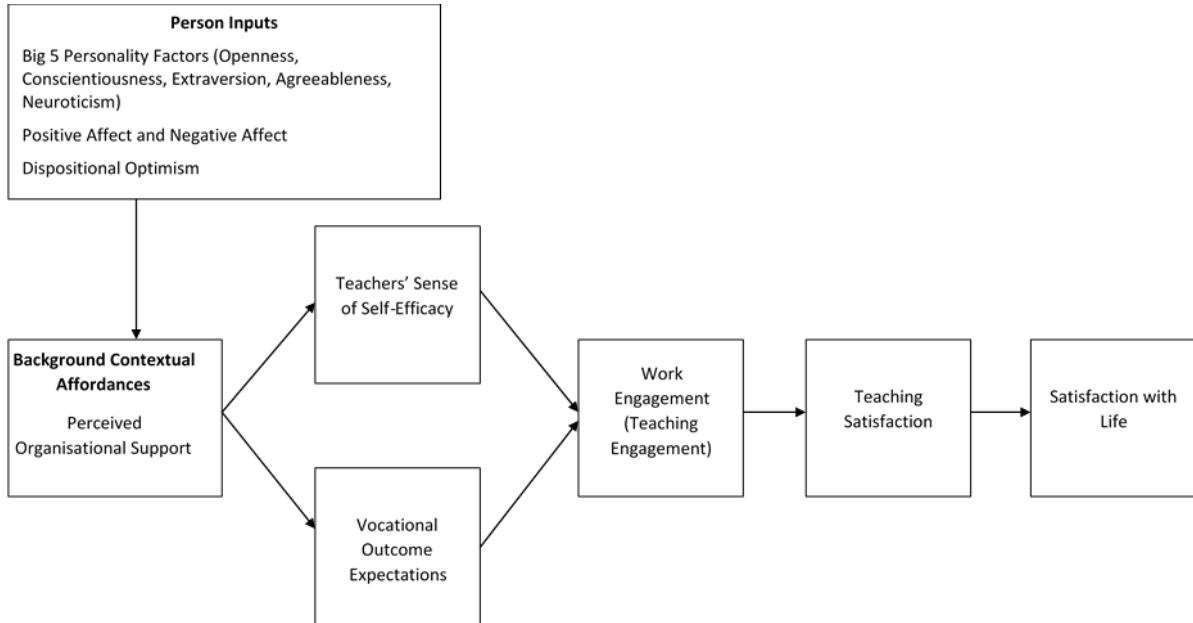 Person Inputs
Big 5 Personality Factors (Openness,
Conscientiousness, Extraversion, Agreeableness,
Neuroticism)
Positive Affect and Negative Affect
Dispositional Optimism
Teachers’ Sense
of Self-Efficacy
Background Contextual
Affordances
Perceived
Organisational Support
Vocational
Outcome
Expectations
Work
Engagement
(Teaching
Engagement)
Teaching
Satisfaction
Satisfaction with
Life